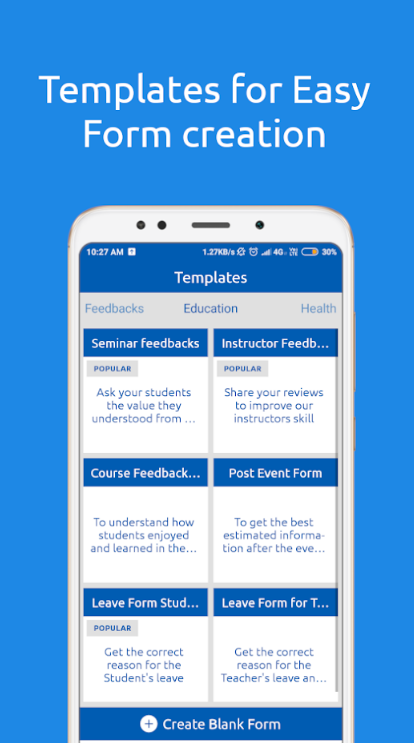 Templates for Easy
Form creation
10:27 AM
1.27KB/s 4G 30%
Templates
Feedbacks Education Health
Seminar feedbacks
POPULAR
Ask your students
the value they
understood from ...
Instructor Feedb...
POPULAR
Share your reviews
to improve our
instructors skill
Course Feedback...
To understand how
students enjoyed
and learned in the...
Post Event Form
To get the best
estimated informa-
tion after the eve...
Leave Form Stud...
POPULAR
Get the correct
reason for the
Student's leave
Leave Form for T...
Get the correct
reason for the
Teacher's leave an...
Create Blank Form